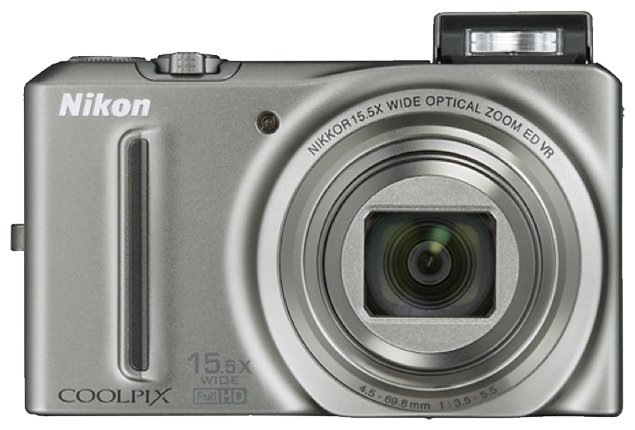 Nikon
NIKKOR 15.5X WIDE OPTICAL ZOOM ED VR
15.5X
WIDE
Full HD
COOLPIX
4.5-69.8mm 1:3.5-5.5